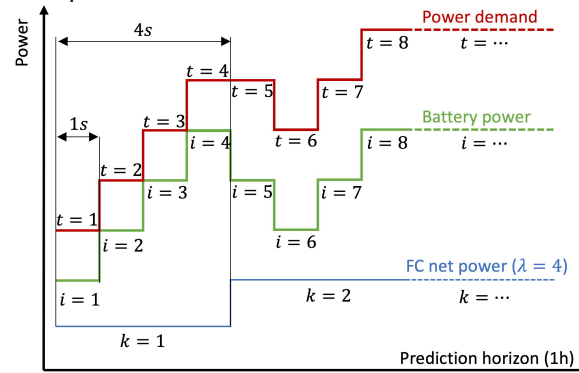 Power
Power demand
4s
t = 8
t = ⋯
t = 4
t = 5
t = 7
Battery power
1s
t = 3
t = 6
i = 4
i = 8
i = ⋯
t = 2
i = 3
i = 5
i = 7
t = 1
i = 2
i = 6
FC net power (λ = 4)
i = 1
k = 2
k = ⋯
k = 1
Prediction horizon (1h)